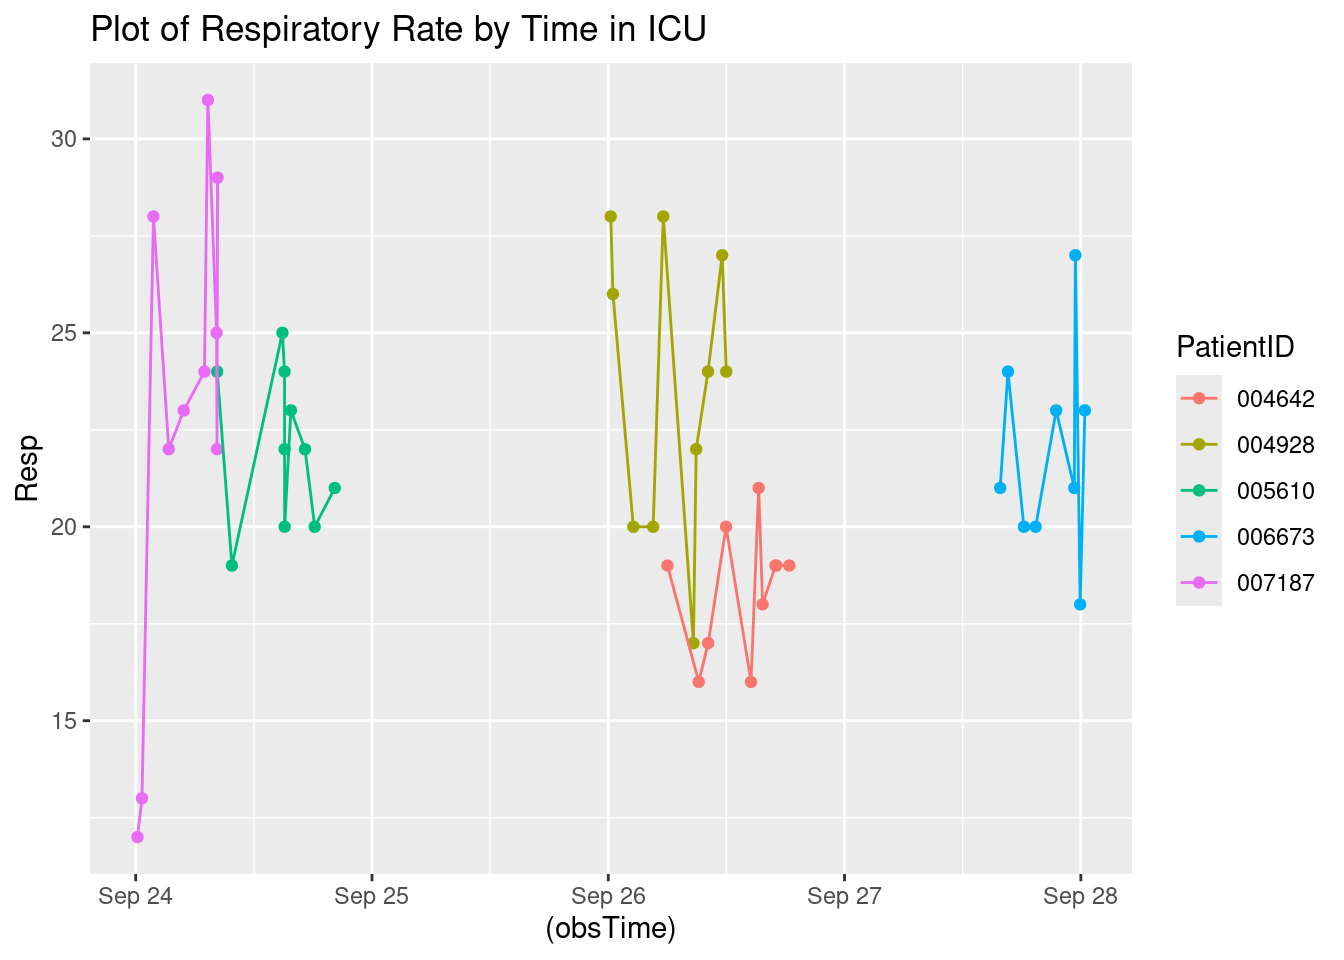 Plot of Respiratory Rate by Time in ICU
30
25
20
15
Resp
Sep 24
Sep 25
Sep 26
Sep 27
Sep 28
(obsTime)
PatientID
004642
004928
005610
006673
007187